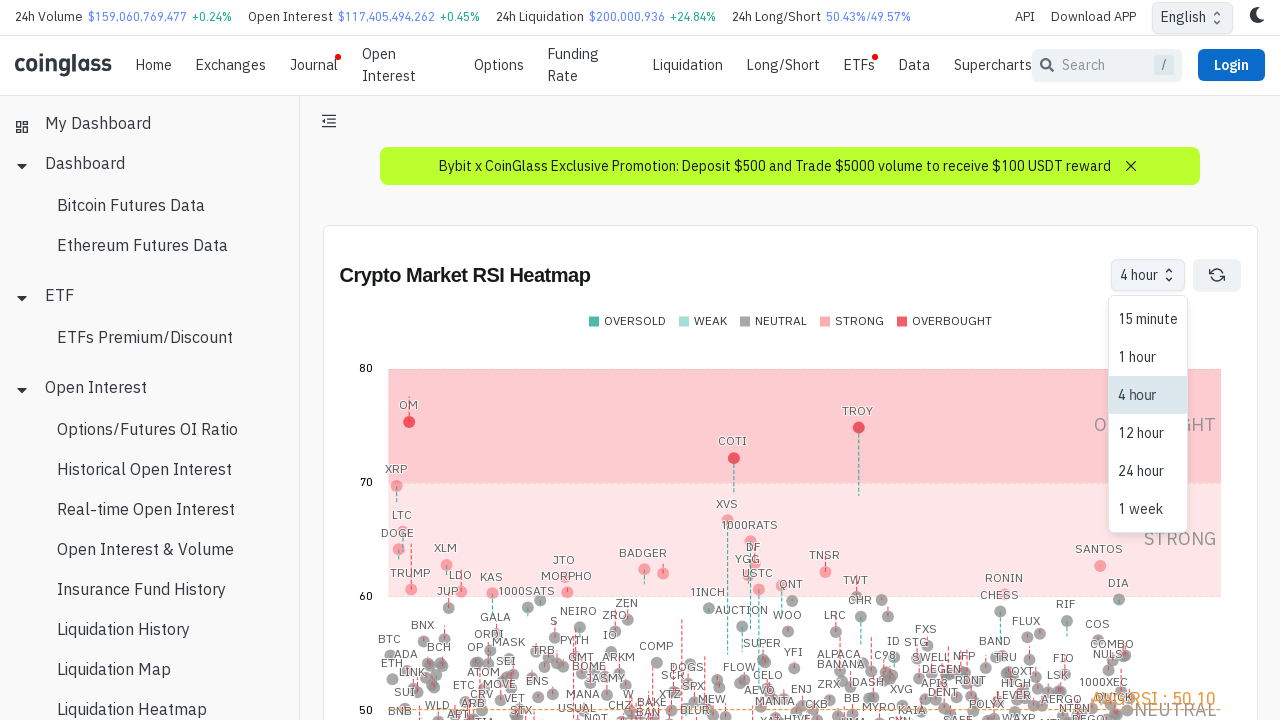 24h Volume $159,060,769,477 +0.24% Open Interest $117,405,494,262 +0.45% 24h Liquidation $200,000,936 +24.84% 24h Long/Short 50.43%/49.57% API Download APP English
coinglass Home Exchanges Journal Open Interest Options Funding Rate Liquidation Long/Short ETFs Data Supercharts Search / Login
My Dashboard
Dashboard
Bitcoin Futures Data
Ethereum Futures Data
ETF
ETFs Premium/Discount
Open Interest
Options/Futures OI Ratio
Historical Open Interest
Real-time Open Interest
Open Interest & Volume
Insurance Fund History
Liquidation History
Liquidation Map
Liquidation Heatmap
Bybit x CoinGlass Exclusive Promotion: Deposit $500 and Trade $5000 volume to receive $100 USDT reward
Crypto Market RSI Heatmap
4 hour
15 minute
1 hour
4 hour
12 hour
24 hour
1 week
OVERSOLD WEAK NEUTRAL STRONG OVERBOUGHT
80
OM
TROY
COTI
XRP
70
XVS
LTC
1000RATS
DOGE
XLM
DF
SANTOS
BADGER
TNSR
JTO
YGG
TRUMP
LDO
KAS
MORPHO
USTC
TWT
RONIN
ONT
DIA
JUP
1000SATS
1INCH
CHESS
60
CHR
ZEN
RIF
NEIRO
AUCTION
GALA
ZRO
WOO
LRC
S
FLUX
BNX
COS
FXS
ORDI
IO
BTC
MASK
PYTH
SUPER
ID
STG
BAND
COMBO
OP
BCH
COMP
TRB
YFI
ADA
ALPACA
C98
NULS
GMT
ARKM
SWELL
NFP
TRU
FIO
ETH
SEI
BOME
DOGS
FLOW
BANANA
LINK
ATOM
JASMY
SCR
CELO
DEGEN
OXT
LSK
ENS
ETC
MOVE
SPX
ZRX
DASH
API3
RDNT
HIGH
1000XEC
SUI
CRV
MANA
W
XTZ
AEVO
ENJ
XVG
DENT
LEVER
VET
MEW
MANTA
BB
AERGO
QUICK
AVG RSI : 50.10
WLD
CHZ
BAKE
CKB
POLYX
BNB
STX
USUAL
BLUR
MYRO
KAIA
NTRN
NEUTRAL
50
STRONG